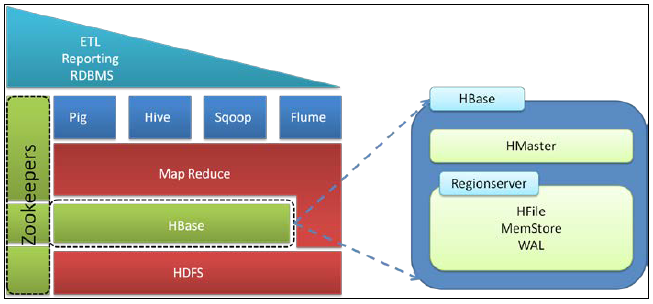 ETL
Reporting
RDBMS
Zookeepers
Pig
Hive
Sqoop
Flume
Map Reduce
HBase
HDFS
HBase
HMaster
Regionserver
HFile
MemStore
WAL